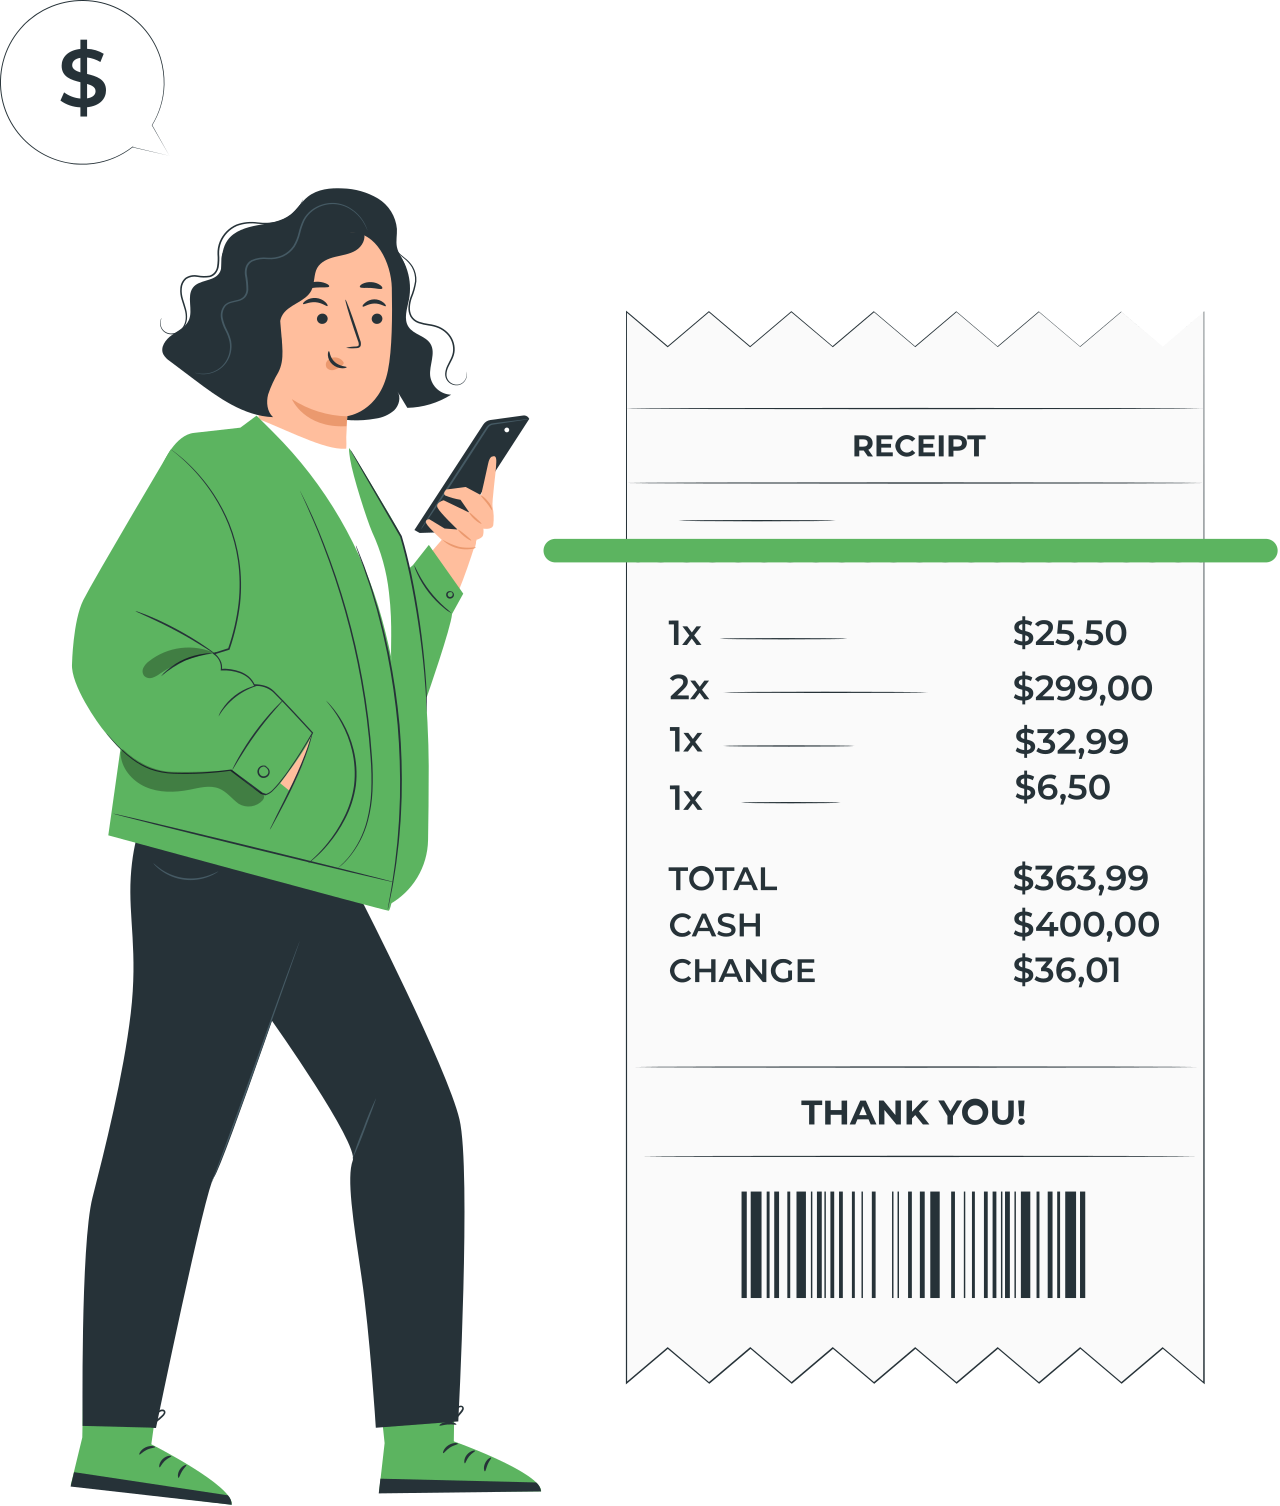 $
RECEIPT
1x $25,50
2x $299,00
1x $32,99
1x $6,50
TOTAL $363,99
CASH $400,00
CHANGE $36,01
THANK YOU!